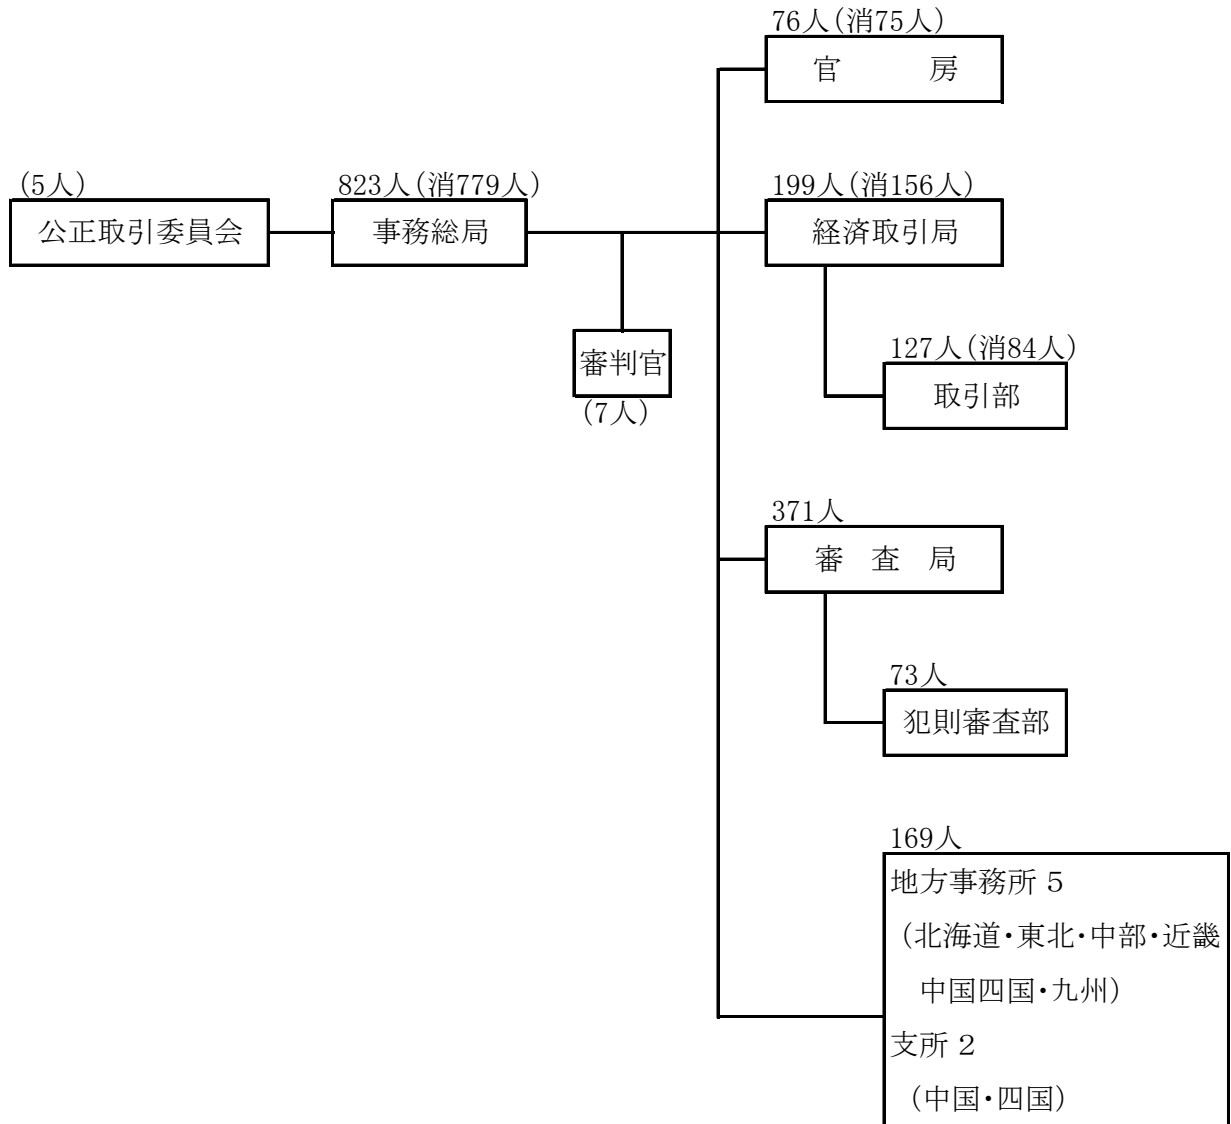 76人(消75人)
官　　房
(5人)
公正取引委員会
823人(消779人)
事務総局
199人(消156人)
経済取引局
審判官
(7人)
127人(消84人)
取引部
371人
審　査　局
73人
犯則審査部
169人
地方事務所 5
(北海道・東北・中部・近畿
中国四国・九州)
支所 2
(中国・四国)